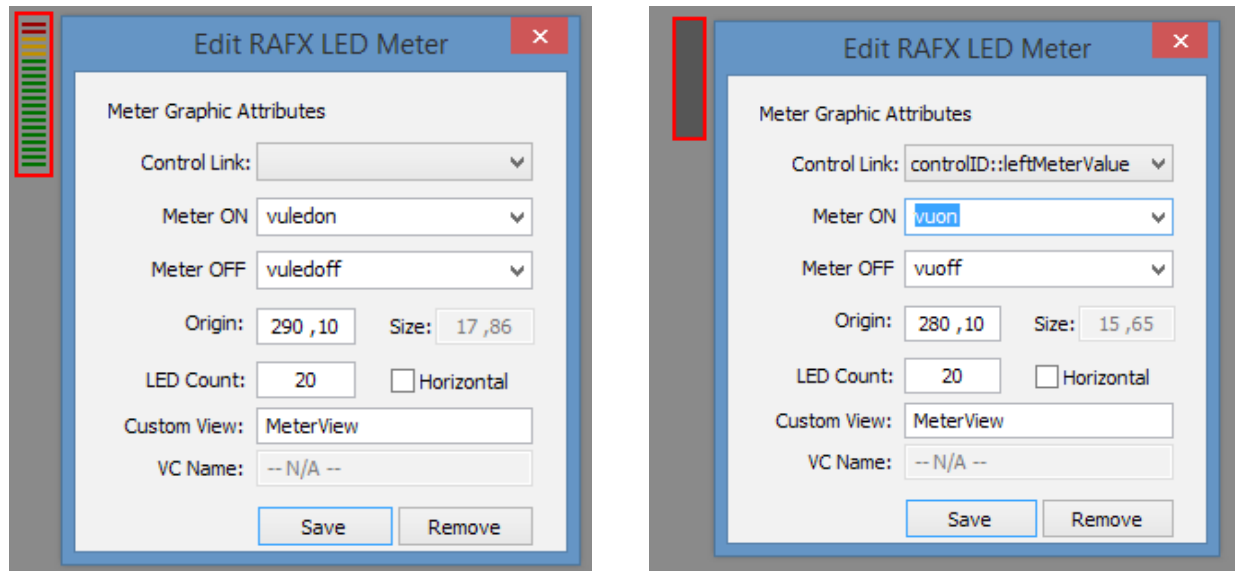 Edit RAFX LED Meter
×
Meter Graphic Attributes
Control Link:
Meter ON vuledon
Meter OFF vuledoff
Origin: 290 ,10 Size: 17 ,86
LED Count: 20 Horizontal
Custom View: MeterView
VC Name: -- N/A --
Save Remove
Edit RAFX LED Meter
×
Meter Graphic Attributes
Control Link: controlID::leftMeterValue
Meter ON vuon
Meter OFF vuoff
Origin: 280 ,10 Size: 15 ,65
LED Count: 20 Horizontal
Custom View: MeterView
VC Name: -- N/A --
Save Remove